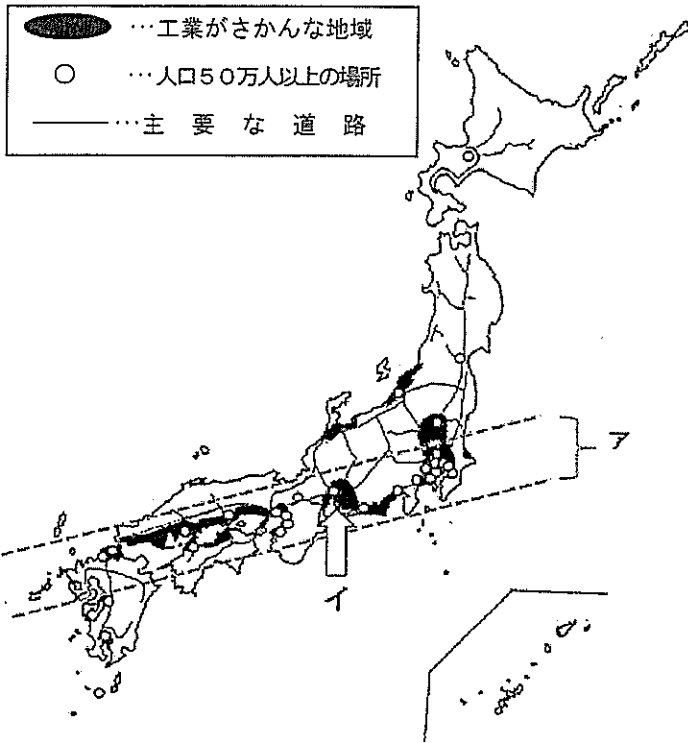 …工業がさかんな地域
…人口50万人以上の場所
…主要な道路
ア
イ